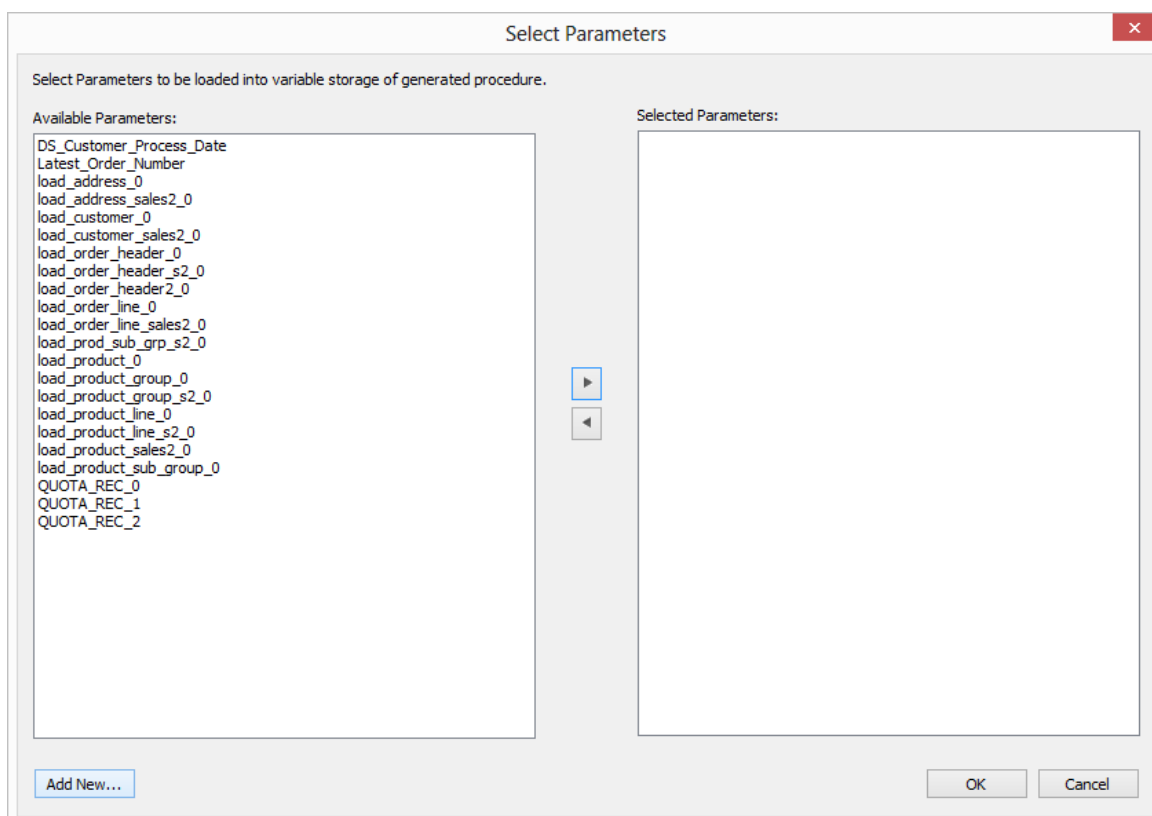 Select Parameters
Select Parameters to be loaded into variable storage of generated procedure.
Available Parameters:
DS_Customer_Process_Date
Latest_Order_Number
load_address_0
load_address_sales2_0
load_customer_0
load_customer_sales2_0
load_order_header_0
load_order_header_s2_0
load_order_header2_0
load_order_line_0
load_order_line_sales2_0
load_prod_sub_grp_s2_0
load_product_0
load_product_group_0
load_product_group_s2_0
load_product_line_0
load_product_line_s2_0
load_product_sales2_0
load_product_sub_group_0
QUOTA_REC_0
QUOTA_REC_1
QUOTA_REC_2
Selected Parameters:
Add New...
OK
Cancel